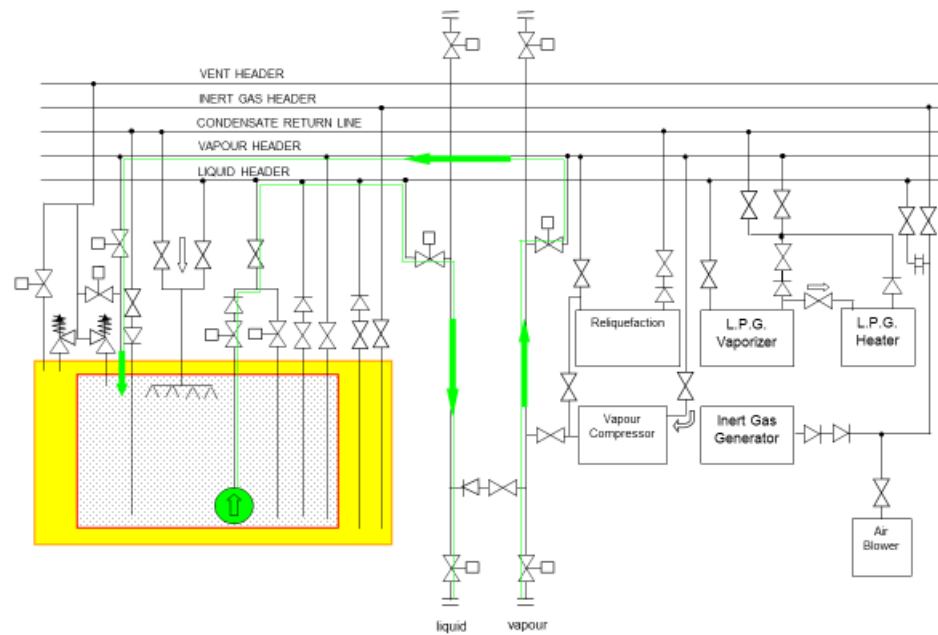 VENT HEADER
INERT GAS HEADER
CONDENSATE RETURN LINE
VAPOUR HEADER
LIQUID HEADER
Reliquefaction
L.P.G.
Vaporizer
L.P.G.
Heater
Vapour
Compressor
Inert Gas
Generator
Air
Blower
liquid
vapour